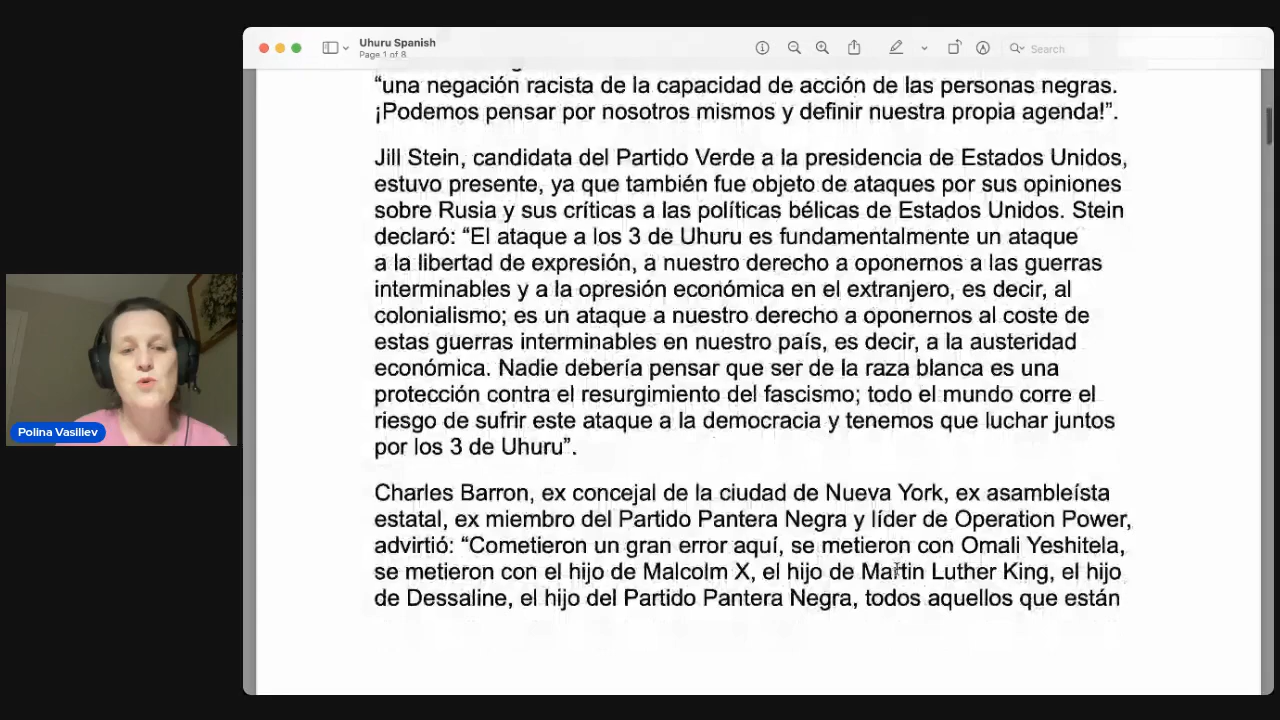 Uhuru Spanish
Page 1 of 8
Search
“una negación racista de la capacidad de acción de las personas negras.
¡Podemos pensar por nosotros mismos y definir nuestra propia agenda!”.
Jill Stein, candidata del Partido Verde a la presidencia de Estados Unidos,
estuvo presente, ya que también fue objeto de ataques por sus opiniones
sobre Rusia y sus críticas a las políticas bélicas de Estados Unidos. Stein
declaró: “El ataque a los 3 de Uhuru es fundamentalmente un ataque
a la libertad de expresión, a nuestro derecho a oponernos a las guerras
interminables y a la opresión económica en el extranjero, es decir, al
colonialismo; es un ataque a nuestro derecho a oponernos al coste de
estas guerras interminables en nuestro país, es decir, a la austeridad
económica. Nadie debería pensar que ser de la raza blanca es una
protección contra el resurgimiento del fascismo; todo el mundo corre el
riesgo de sufrir este ataque a la democracia y tenemos que luchar juntos
por los 3 de Uhuru”.
Charles Barron, ex concejal de la ciudad de Nueva York, ex asambleísta
estatal, ex miembro del Partido Pantera Negra y líder de Operation Power,
advirtió: “Cometieron un gran error aquí, se metieron con Omali Yeshitela,
se metieron con el hijo de Malcolm X, el hijo de Martin Luther King, el hijo
de Dessaline, el hijo del Partido Pantera Negra, todos aquellos que están
Polina Vasiliev